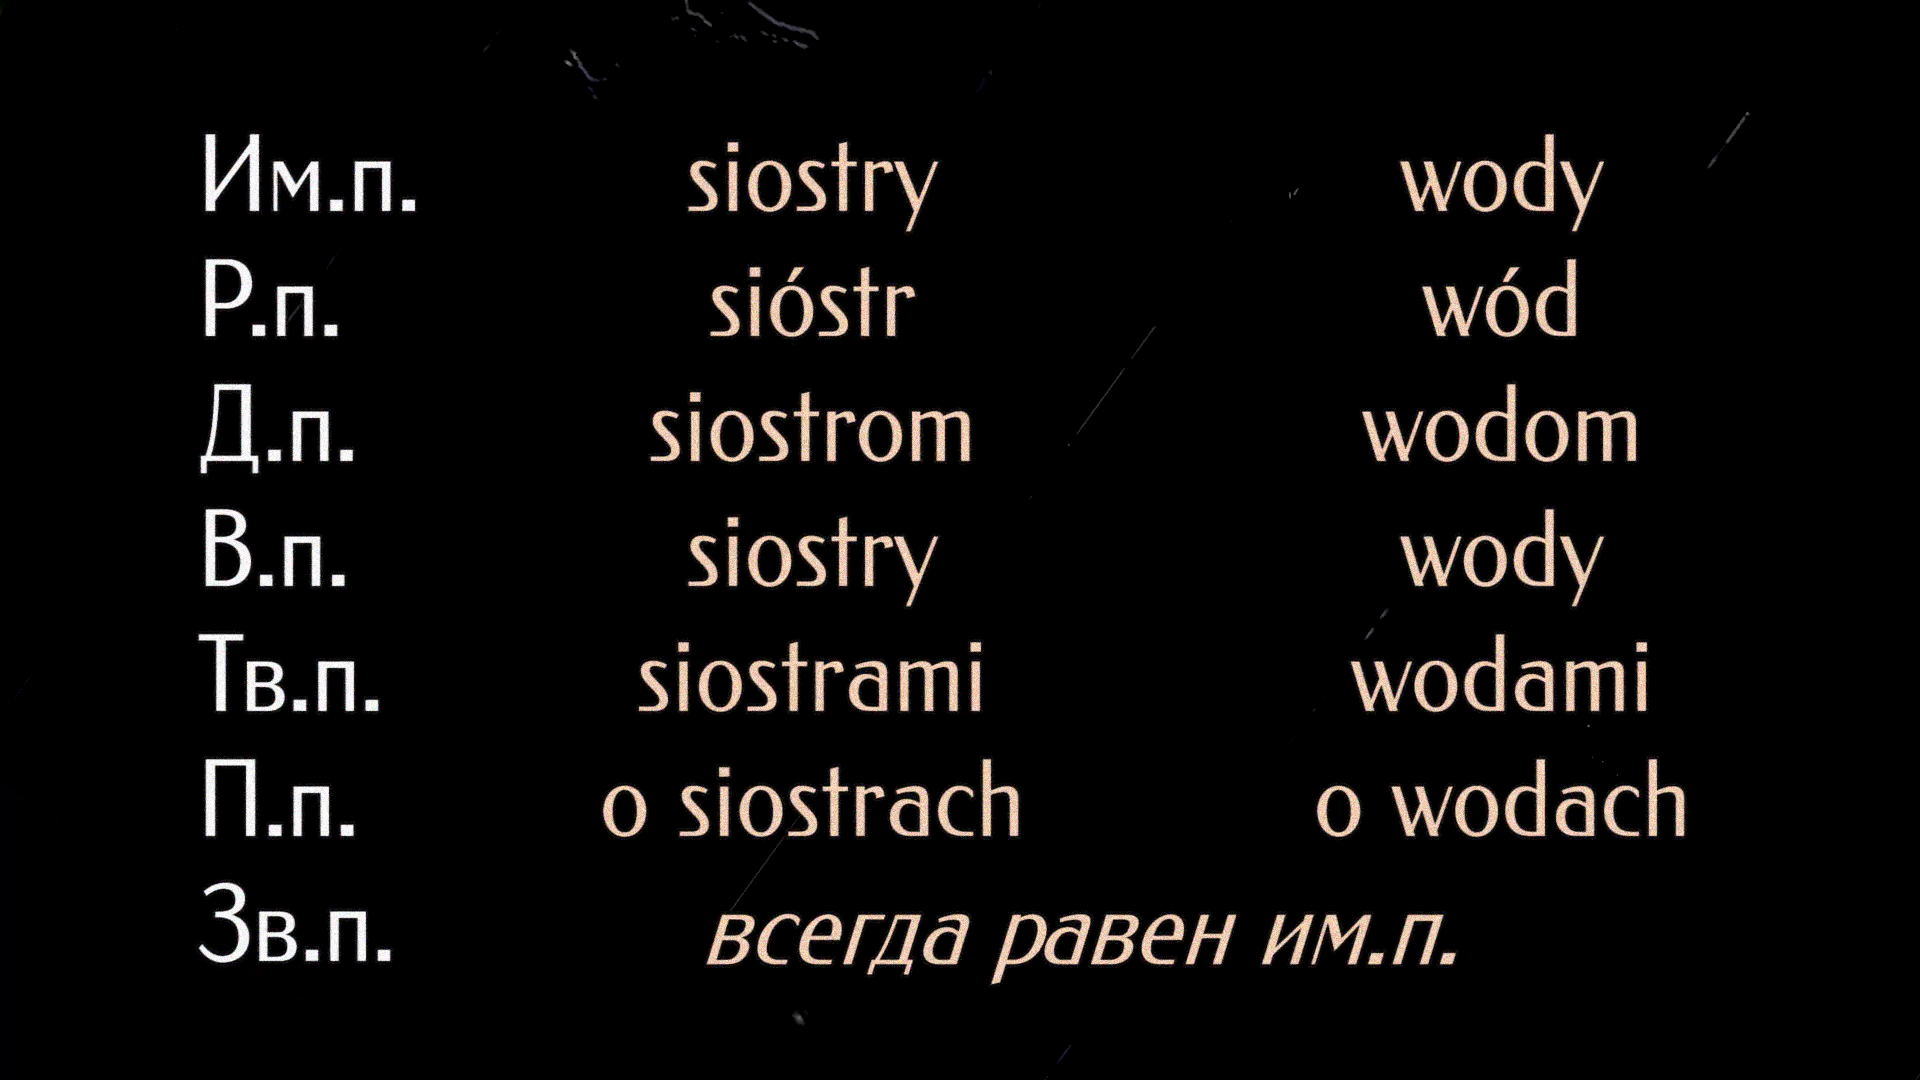 Им.п. siostry wody
Р.п. sióstr wód
Д.п. siostrom wodom
В.п. siostry wody
Тв.п. siostrami wodami
П.п. o siostrach o wodach
Зв.п. всегда равен им.п.